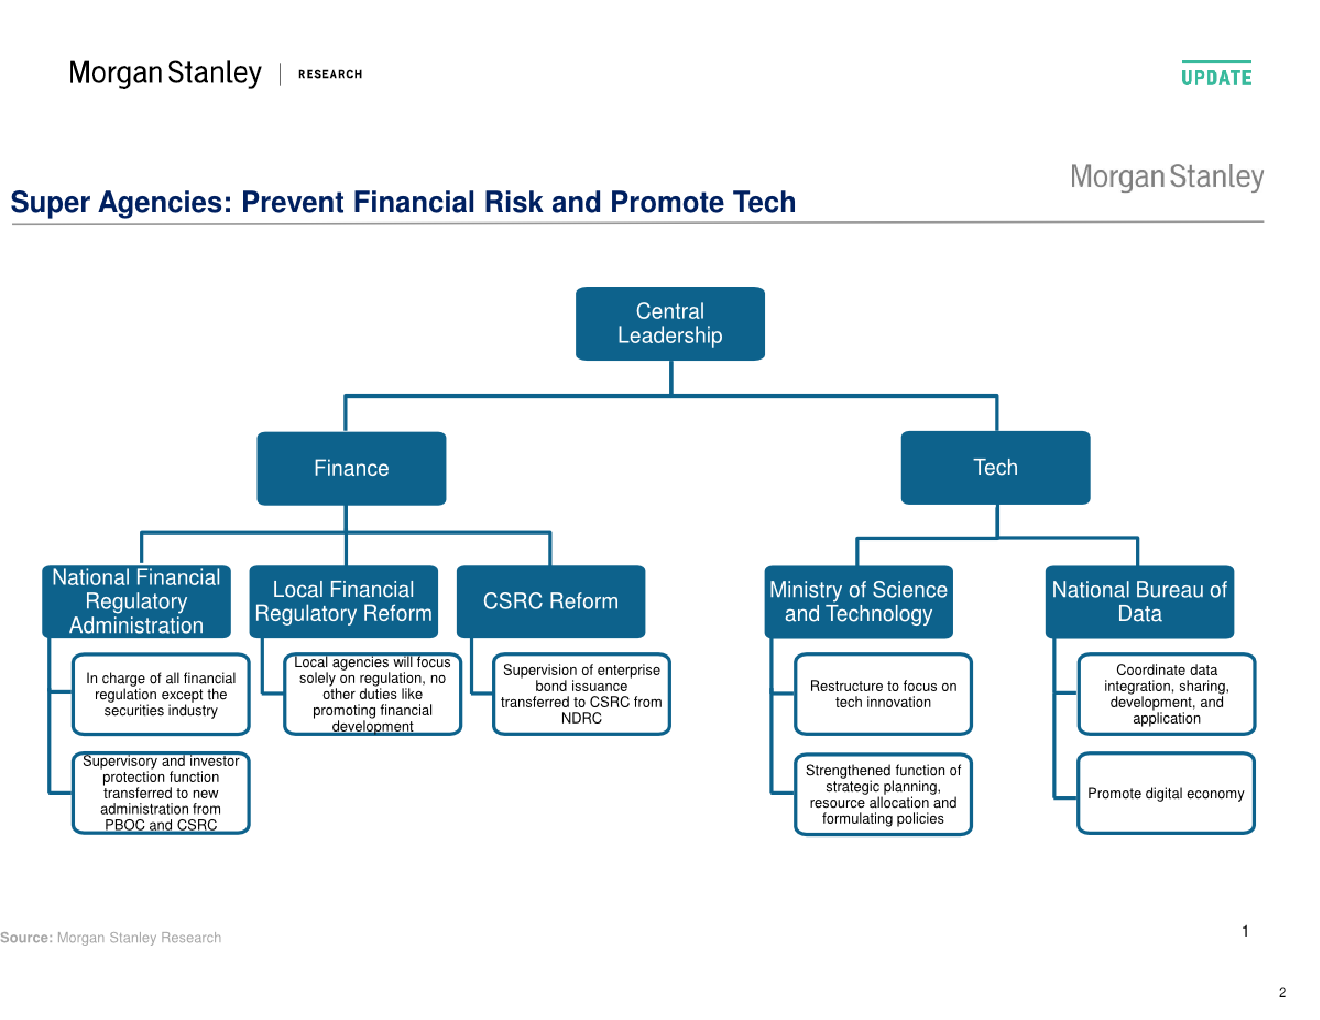 Morgan Stanley | RESEARCH
UPDATE
Morgan Stanley
Super Agencies: Prevent Financial Risk and Promote Tech
Central
Leadership
Finance
Tech
National Financial
Regulatory
Administration
Local Financial
Regulatory Reform
CSRC Reform
Ministry of Science
and Technology
National Bureau of
Data
In charge of all financial
regulation except the
securities industry
Local agencies will focus
solely on regulation, no
other duties like
promoting financial
development
Supervision of enterprise
bond issuance
transferred to CSRC from
NDRC
Restructure to focus on
tech innovation
Coordinate data
integration, sharing,
development, and
application
Supervisory and investor
protection function
transferred to new
administration from
PBOC and CSRC
Strengthened function of
strategic planning,
resource allocation and
formulating policies
Promote digital economy
Source: Morgan Stanley Research
1
2